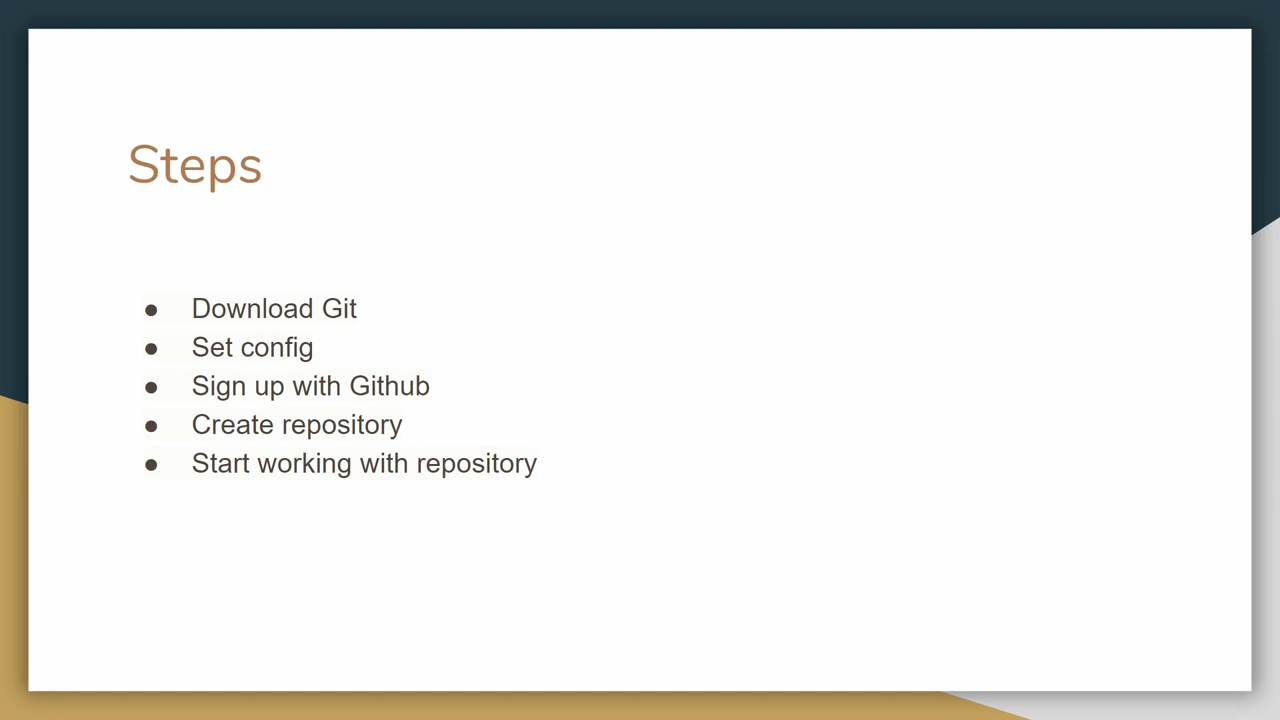 Steps
● Download Git
● Set config
● Sign up with Github
● Create repository
● Start working with repository